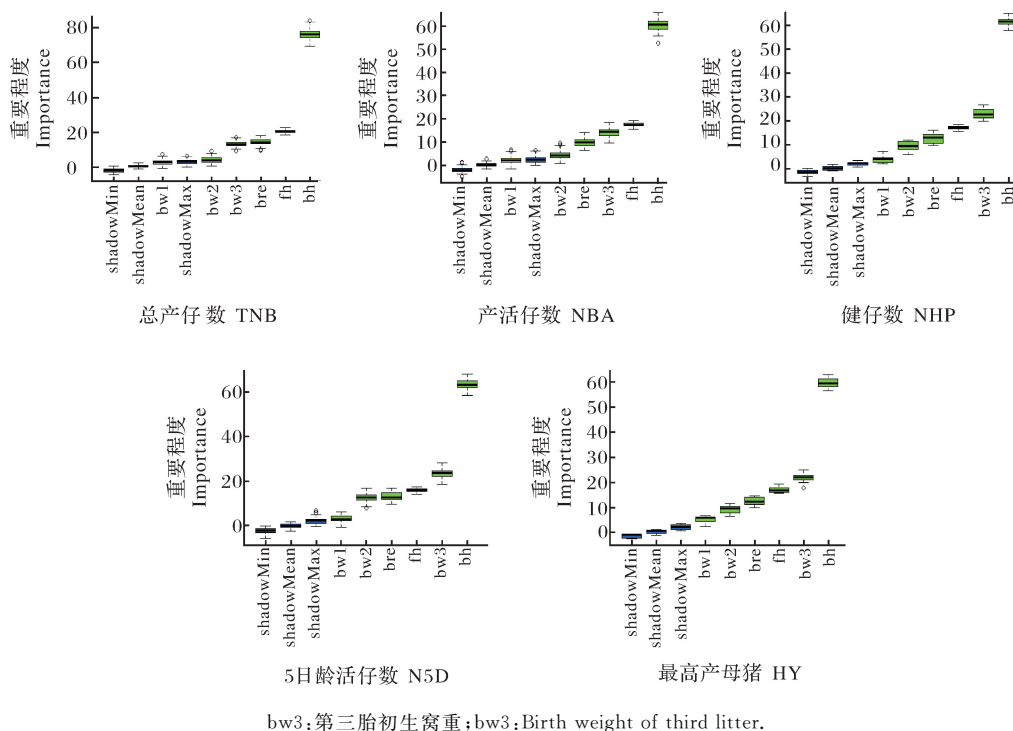 重要程度
Importance
80
60
40
20
0
shadowMin
shadowMean
bw1
shadowMax
bw2
bw3
bre
fh
bh
总产仔数 TNB
重要程度
Importance
60
50
40
30
20
10
0
shadowMin
shadowMean
bw1
shadowMax
bw2
bre
bw3
fh
bh
产活仔数 NBA
重要程度
Importance
60
50
40
30
20
10
0
shadowMin
shadowMean
shadowMax
bw1
bw2
bre
fh
bw3
bh
健仔数 NHP
重要程度
Importance
60
40
20
0
shadowMin
shadowMean
shadowMax
bw1
bw2
bre
fh
bw3
bh
5日龄活仔数 N5D
重要程度
Importance
60
50
40
30
20
10
0
shadowMin
shadowMean
shadowMax
bw1
bw2
bre
fh
bw3
bh
最高产母猪 HY
bw3:第三胎初生窝重;bw3:Birth weight of third litter.